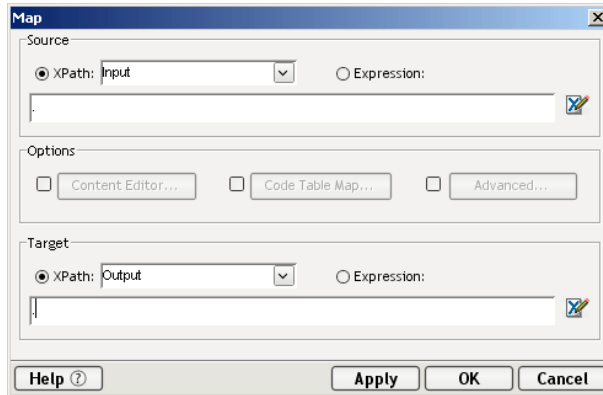 Map
Source
XPath: Input Expression:
.
Options
Content Editor... Code Table Map... Advanced...
Target
XPath: Output Expression:
.
Help ? Apply OK Cancel